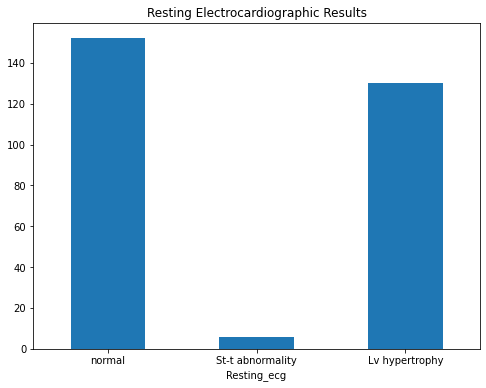 Resting Electrocardiographic Results
140
120
100
80
60
40
20
0
normal St-t abnormality Lv hypertrophy
Resting_ecg